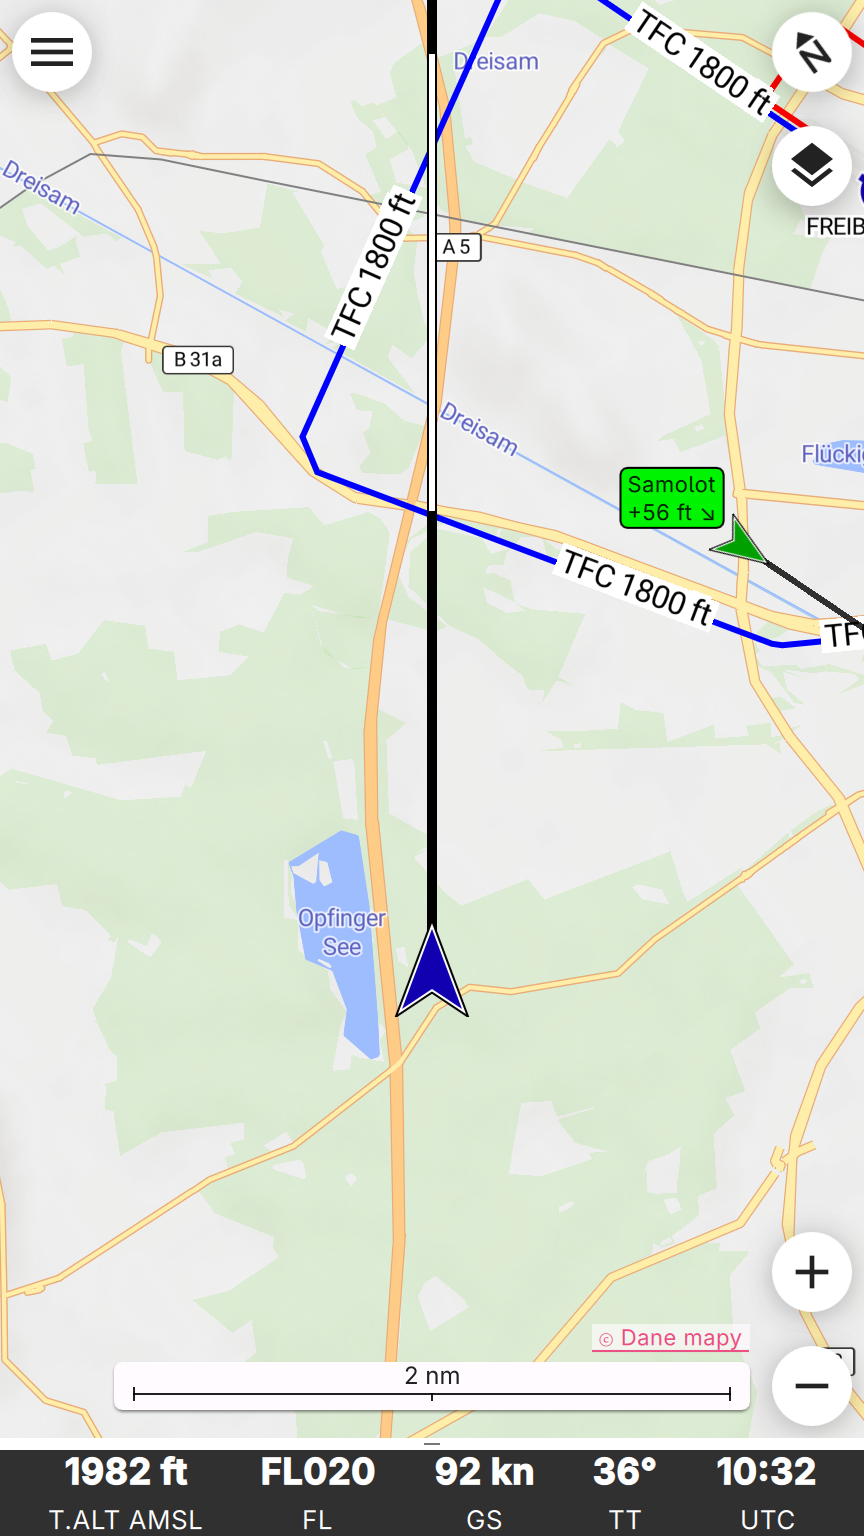 Dreisam
TFC 1800 ft
N
Dreisam
TFC 1800 ft
A 5
FREIB
B 31a
Dreisam
Flücki
Samolot
+56 ft ↘
TFC 1800 ft
TFC
Opfinger
See
© Dane mapy
2 nm
1982 ft FL020 92 kn 36° 10:32
T.ALT AMSL FL GS TT UTC